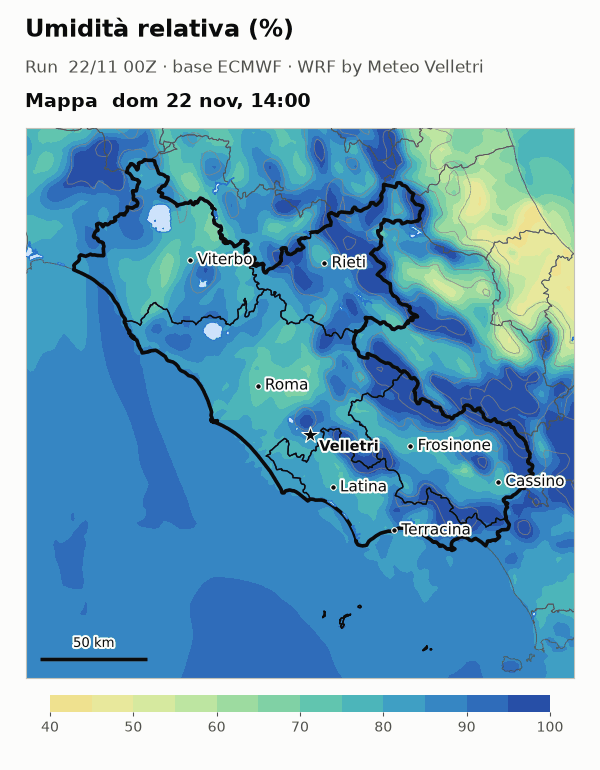 Umidità relativa (%)
Run  22/11 00Z · base ECMWF · WRF by Meteo Velletri
Mappa  dom 22 nov, 14:00
Viterbo
Rieti
Roma
Velletri
Frosinone
Cassino
Latina
Terracina
50 km
40 50 60 70 80 90 100